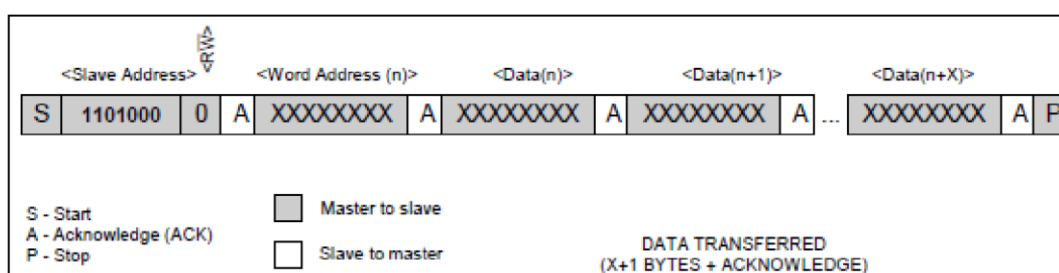 <RW>
<Slave Address> <Word Address (n)> <Data(n)> <Data(n+1)> <Data(n+X)>
S 1101000 0 A XXXXXXXX A XXXXXXXX A XXXXXXXX A ... XXXXXXXX A P
S - Start
A - Acknowledge (ACK)
P - Stop
Master to slave
Slave to master
DATA TRANSFERRED
(X+1 BYTES + ACKNOWLEDGE)